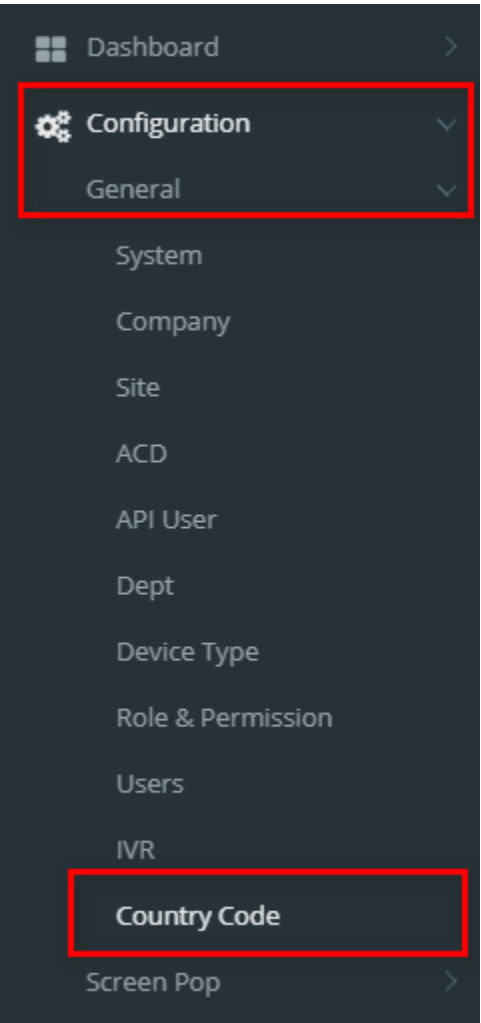 Dashboard
Configuration
General
System
Company
Site
ACD
API User
Dept
Device Type
Role & Permission
Users
IVR
Country Code
Screen Pop